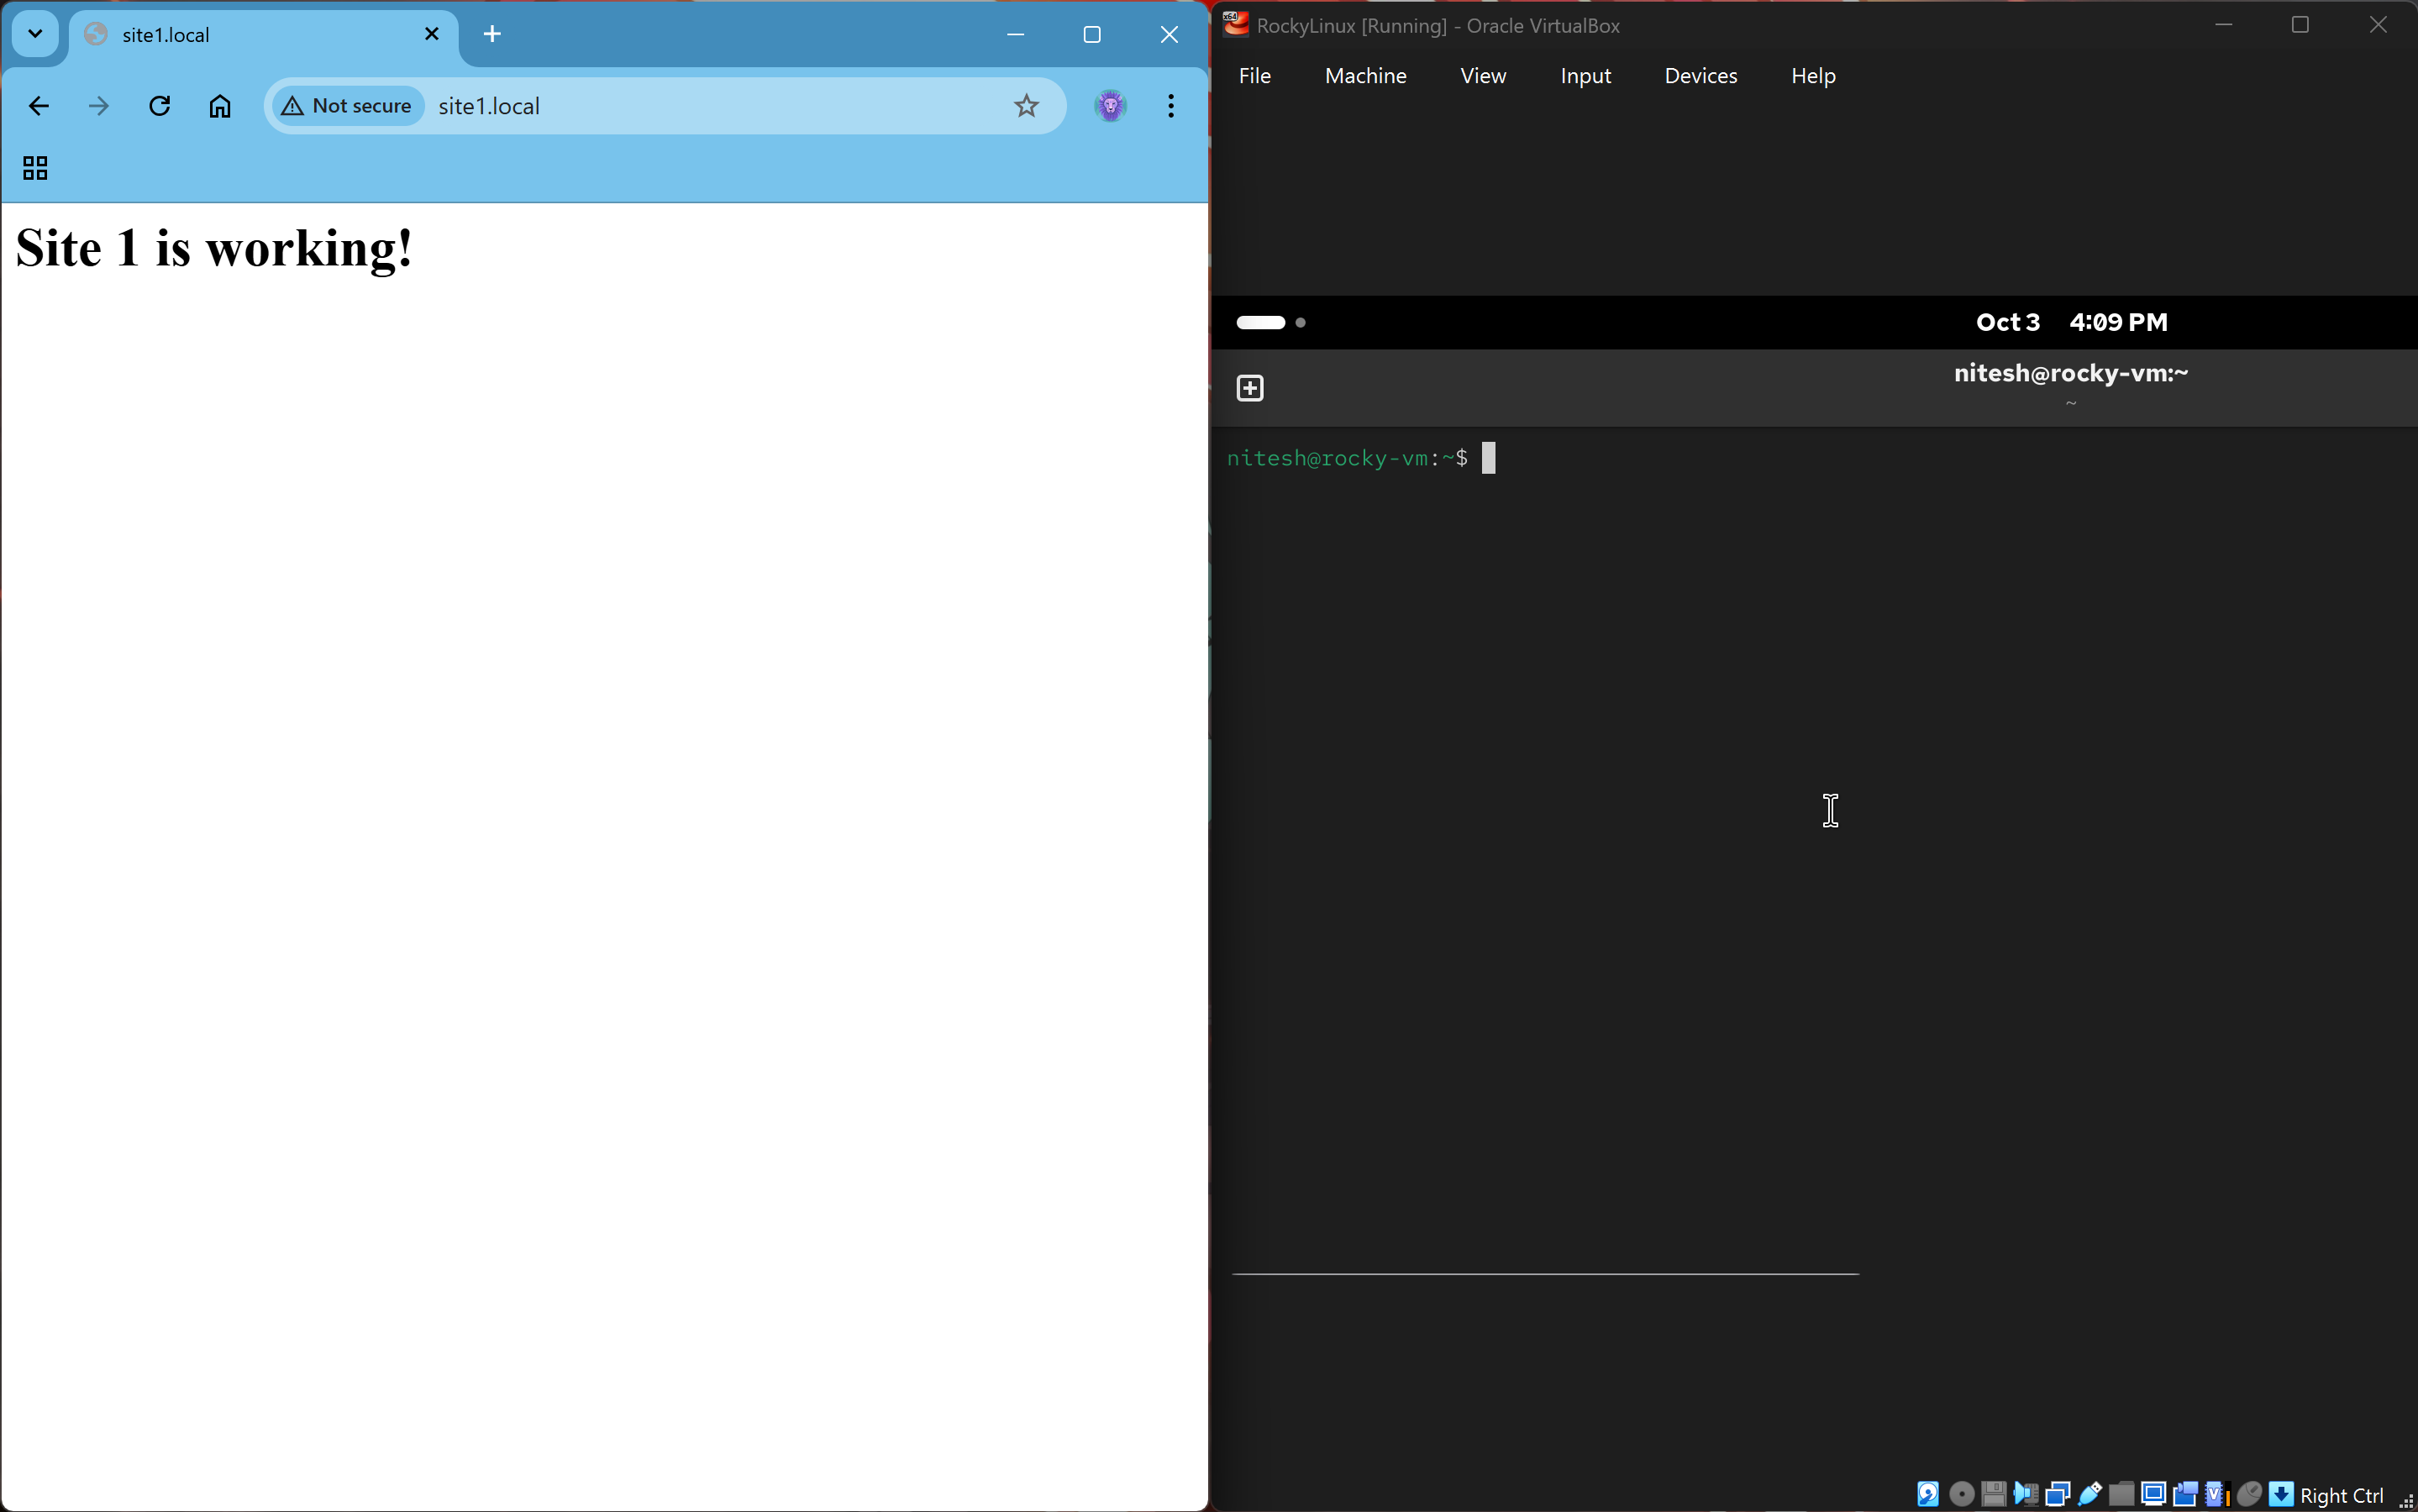 site1.local
Not secure
site1.local
Site 1 is working!
RockyLinux [Running] - Oracle VirtualBox
File Machine View Input Devices Help
Oct 3 4:09 PM
nitesh@rocky-vm:~
~
nitesh@rocky-vm:~$
Right Ctrl